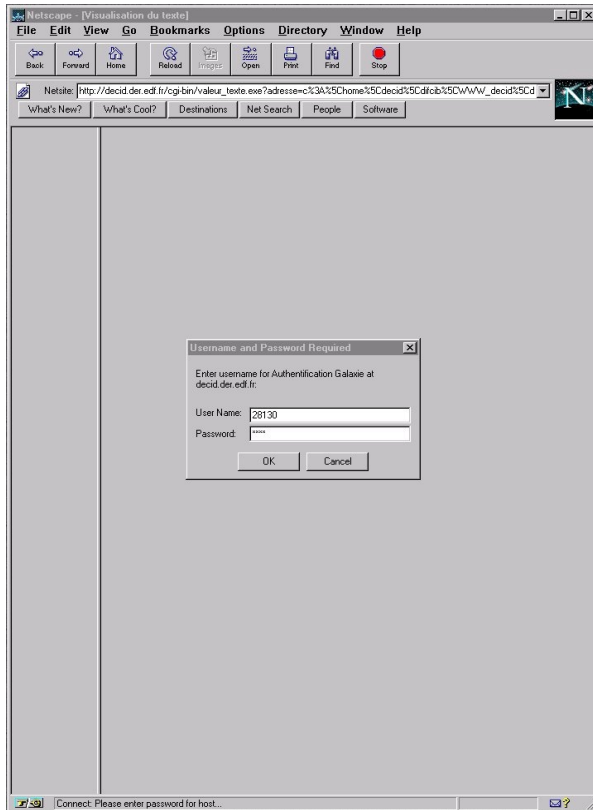 Netscape - [Visualisation du texte]
File Edit View Go Bookmarks Options Directory Window Help
Back Forward Home Reload Images Open Print Find Stop
Netsite: http://decid.der.edf.fr/cgi-bin/valeur_texte.exe?adresse=c%3A%5Chome%5Cdecid%5Cdifcib%5CWWW_decid%5Cd
N
What's New? What's Cool? Destinations Net Search People Software
Username and Password Required
Enter username for Authentification Galaxie at
decid.der.edf.fr:
User Name: 28130
Password: ****
OK Cancel
Connect: Please enter password for host...